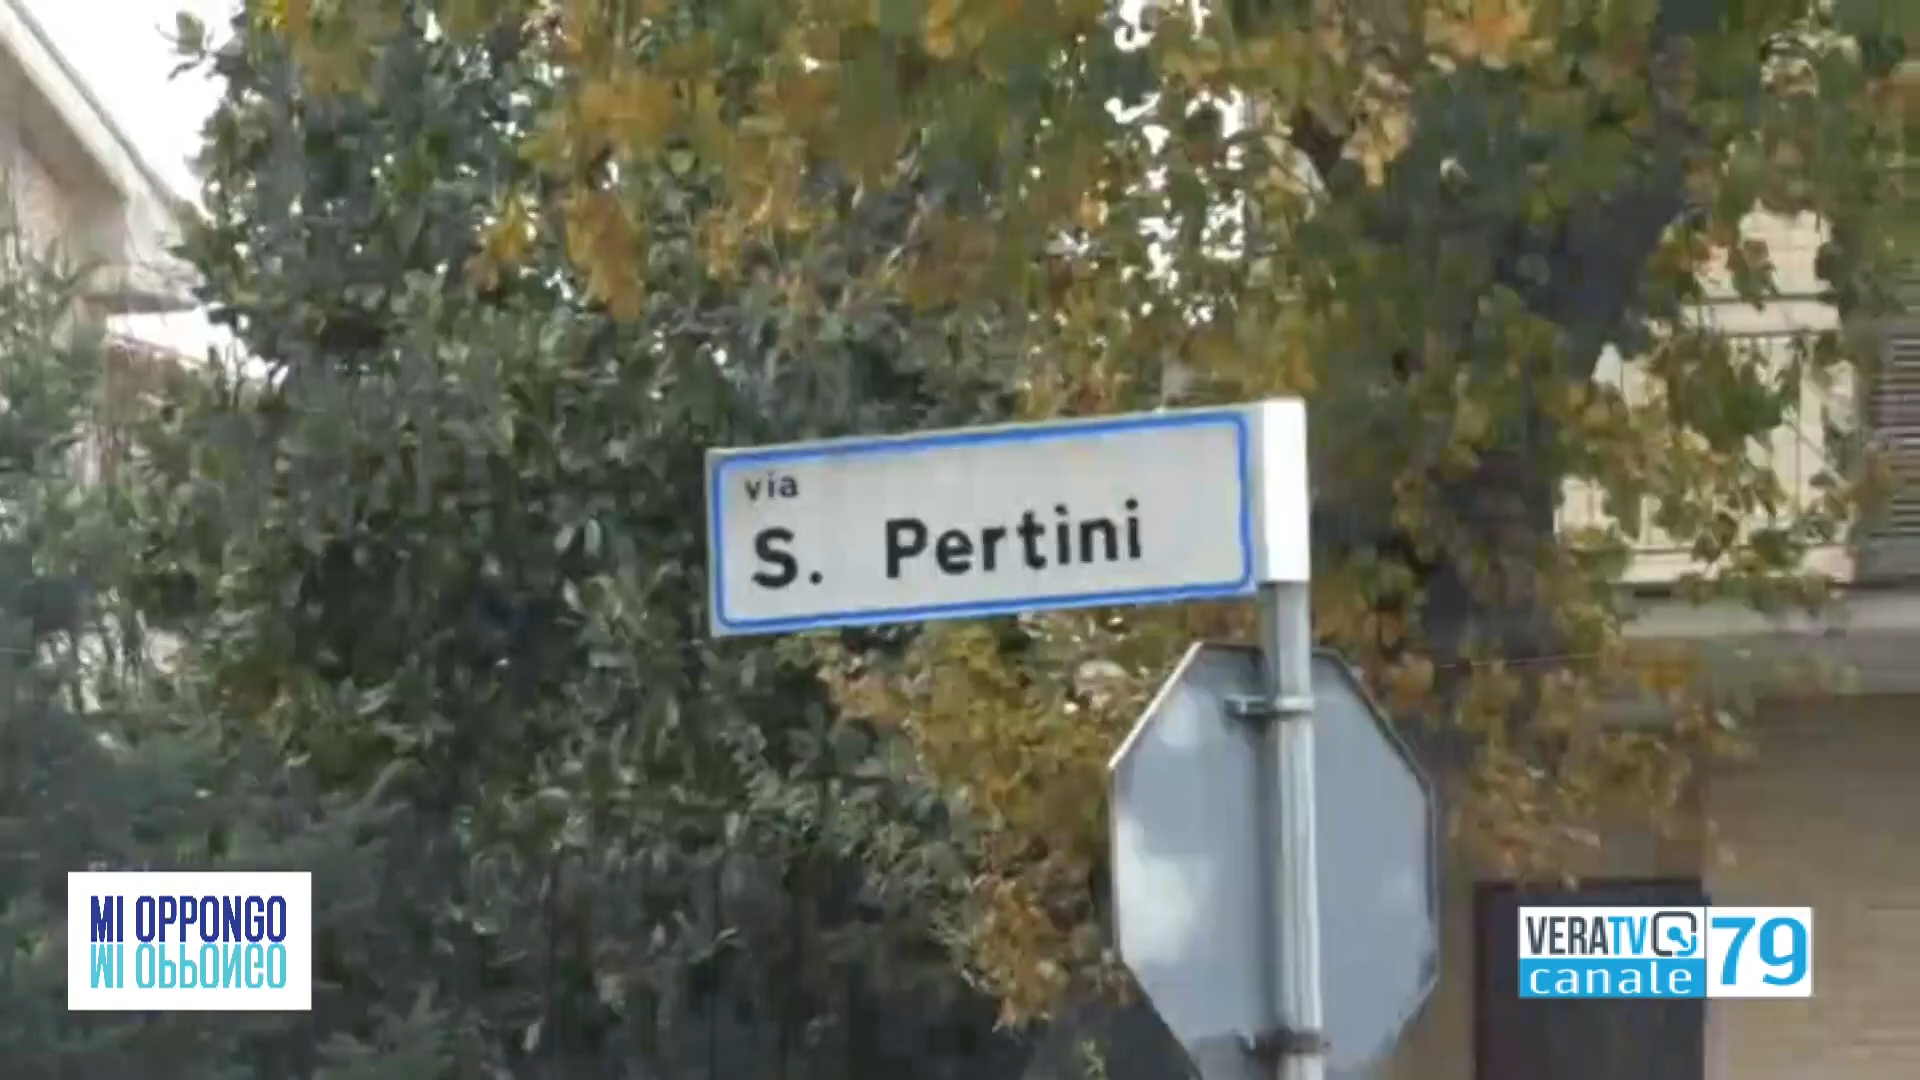 via
S. Pertini
MI OPPONGO
MI OPPONGO
VERATV
canale
79